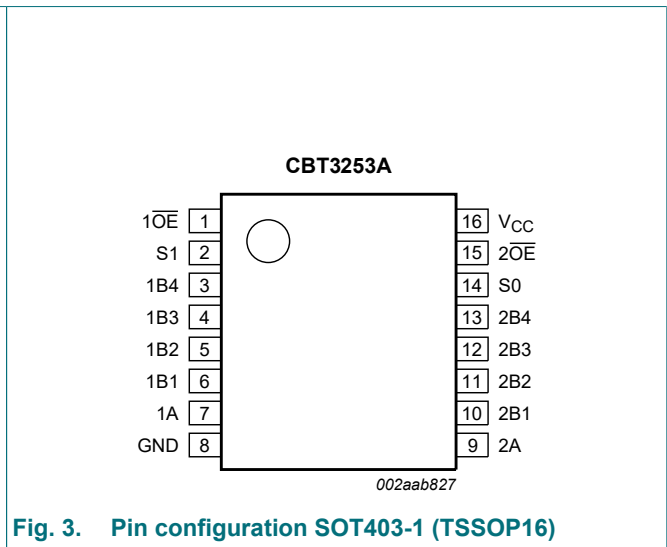 CBT3253A
1O̅E̅ 1
S1 2
1B4 3
1B3 4
1B2 5
1B1 6
1A 7
GND 8
16 VCC
15 2O̅E̅
14 S0
13 2B4
12 2B3
11 2B2
10 2B1
9 2A
002aab827
Fig. 3. Pin configuration SOT403-1 (TSSOP16)